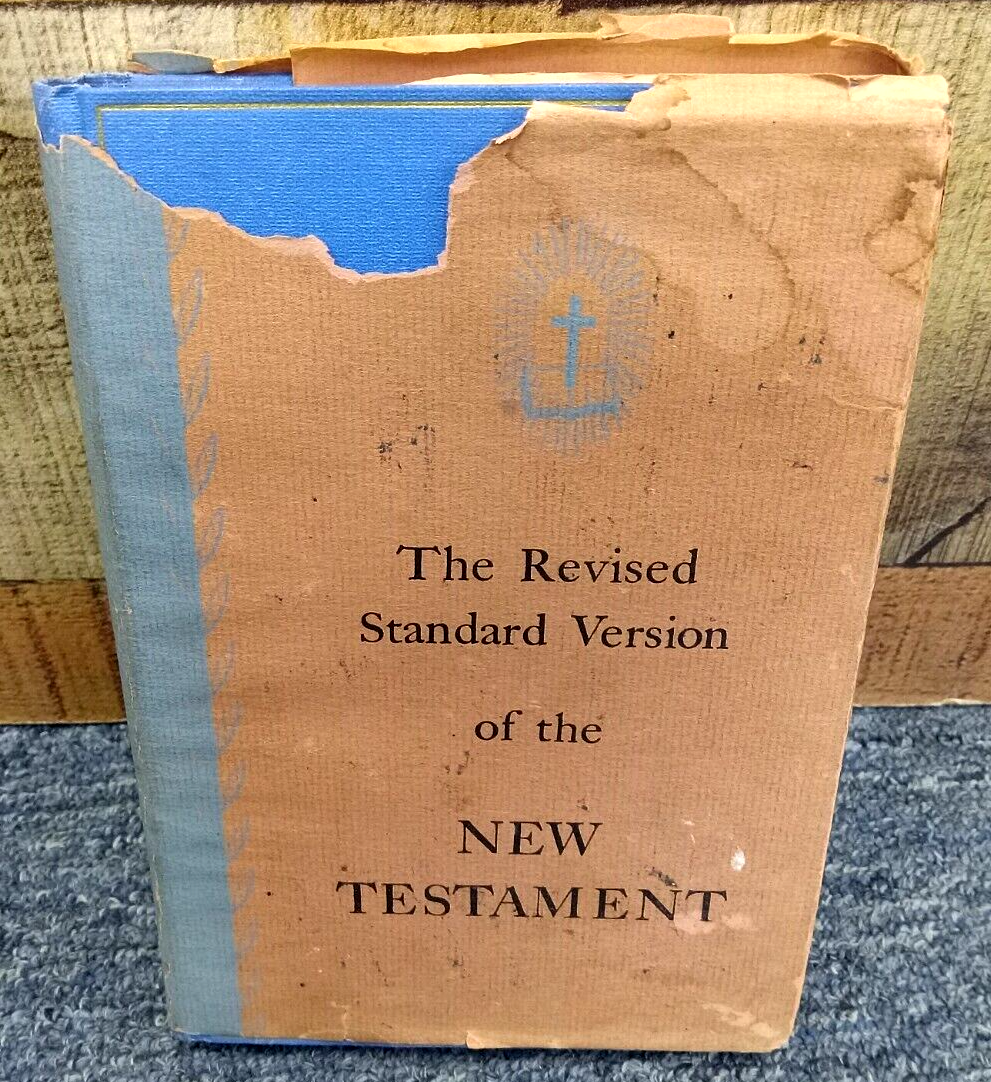 The Revised
Standard Version
of the
NEW
TESTAMENT